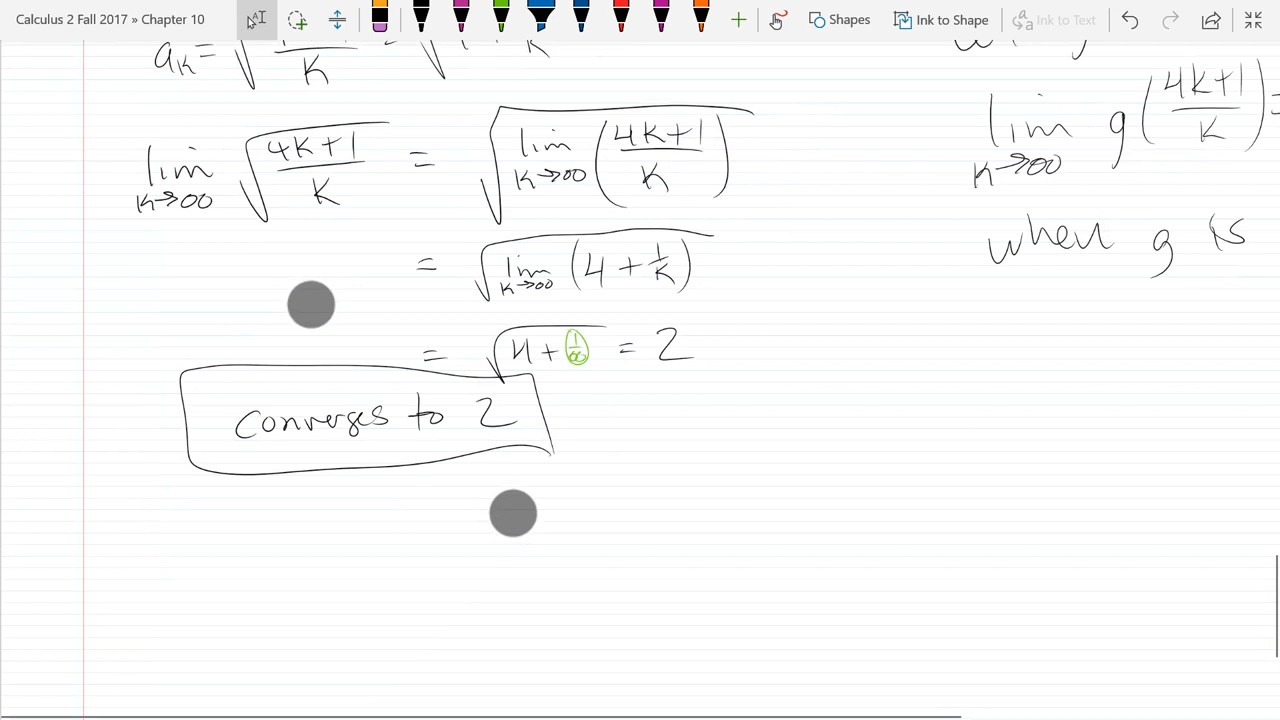 Calculus 2 Fall 2017 » Chapter 10
Shapes
Ink to Shape
Ink to Text
a_K = √
K
K
lim K→∞ √((4K+1)/K) = √(lim K→∞ ((4K+1)/K))
= √(lim K→∞ (4 + 1/K))
= √(4 + 1/∞) = 2
converges to 2
lim K→∞ g((4K+1)/K) =
when g is